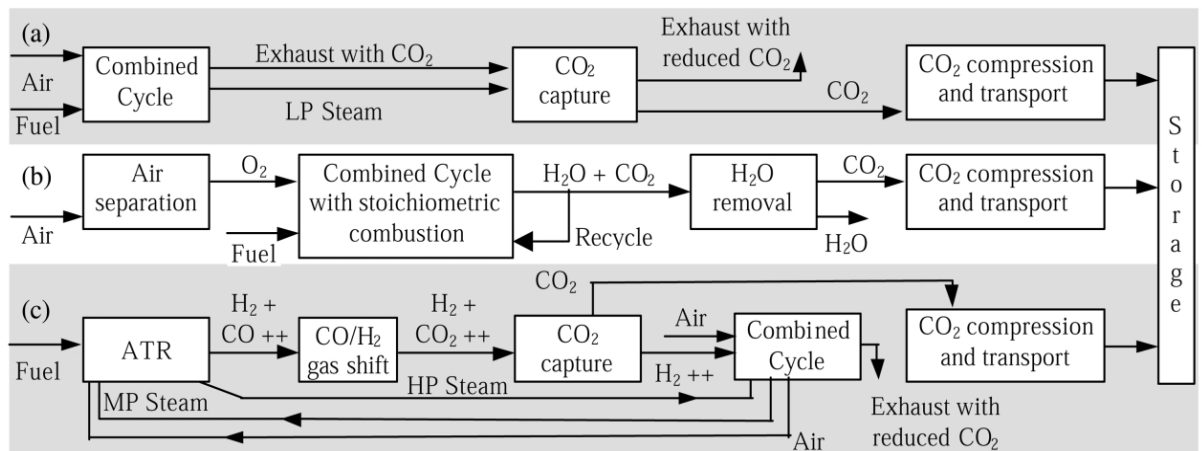 (a)
Air
Fuel
Combined
Cycle
Exhaust with CO₂
LP Steam
CO₂
capture
Exhaust with
reduced CO₂
CO₂
CO₂ compression
and transport
(b)
Air
Air
separation
O₂
Fuel
Combined Cycle
with stoichiometric
combustion
H₂O + CO₂
Recycle
H₂O
removal
CO₂
H₂O
CO₂ compression
and transport
(c)
Fuel
ATR
H₂ +
CO ++
CO/H₂
gas shift
H₂ +
CO₂ ++
CO₂
capture
CO₂
Air
H₂ ++
Combined
Cycle
HP Steam
MP Steam
Air
Exhaust with
reduced CO₂
CO₂ compression
and transport
Storage